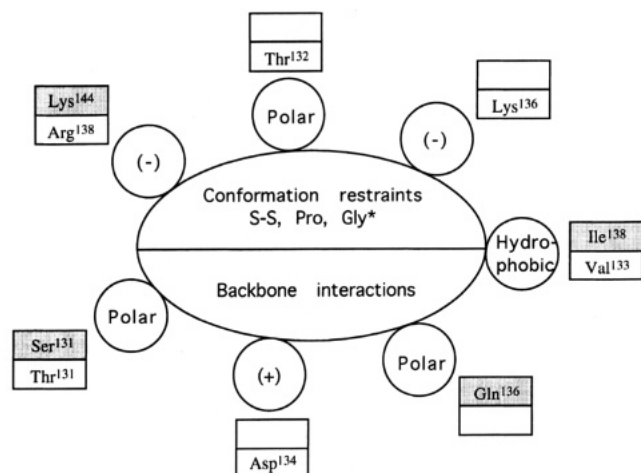 Thr¹³²
Lys¹⁴⁴
Arg¹³⁸
Lys¹³⁶
Polar
(-)
(-)
Conformation restraints
S-S, Pro, Gly*
Hydro-
phobic
Ile¹³⁸
Val¹³³
Backbone interactions
Polar
Ser¹³¹
Thr¹³¹
(+)
Polar
Gln¹³⁶
Asp¹³⁴